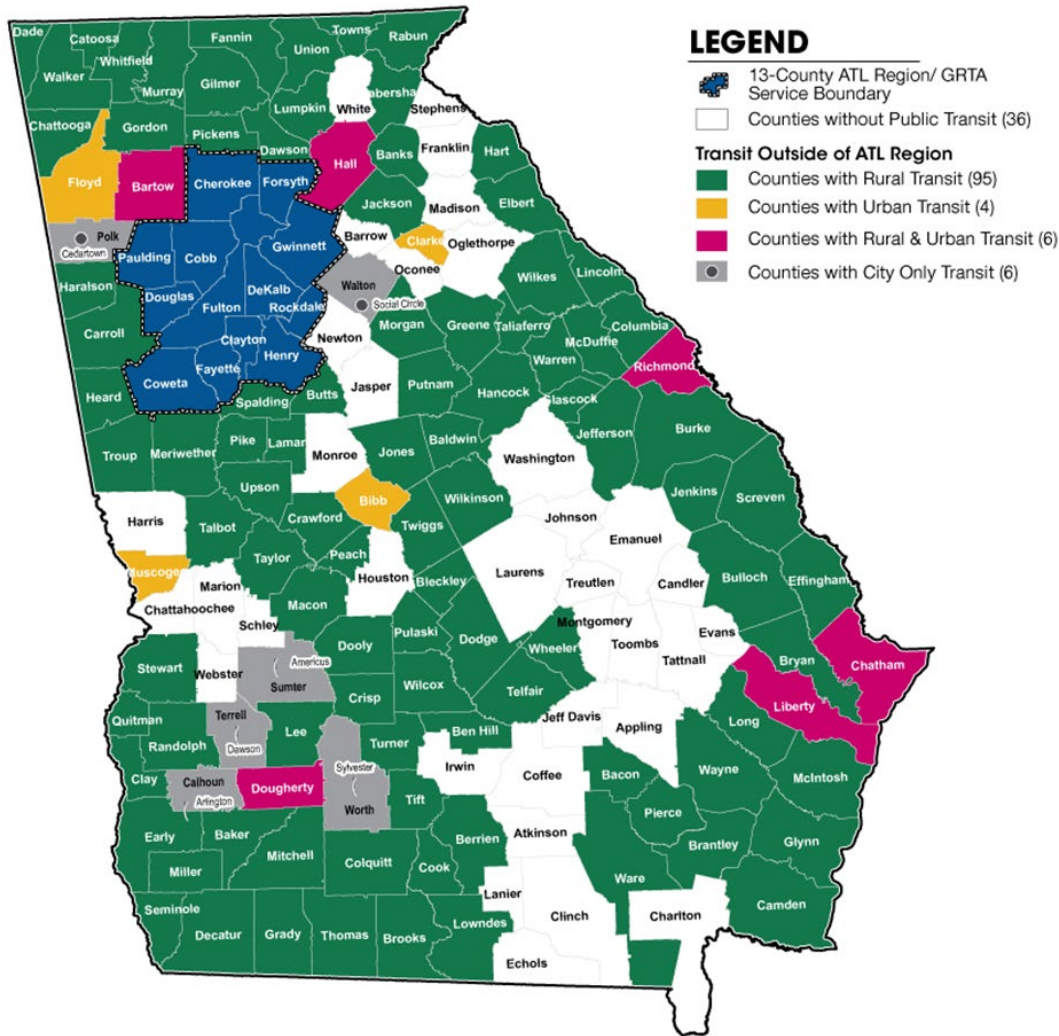 LEGEND
13-County ATL Region/ GRTA
Service Boundary
Counties without Public Transit (36)
Transit Outside of ATL Region
Counties with Rural Transit (95)
Counties with Urban Transit (4)
Counties with Rural & Urban Transit (6)
Counties with City Only Transit (6)
Dade
Catoosa
Whitfield
Walker
Murray
Fannin
Gilmer
Union
Towns
Rabun
White
abersha
Stephens
Lumpkin
Chattooga
Gordon
Pickens
Dawson
Hall
Banks
Franklin
Hart
Floyd
Bartow
Cherokee
Forsyth
Jackson
Madison
Elbert
Polk
Cedartown
Paulding
Cobb
Gwinnett
Barrow
Clarke
Oglethorpe
Oconee
Walton
Social Circle
Wilkes
Lincoln
Haralson
Douglas
Fulton
DeKalb
Rockdale
Newton
Morgan
Greene
Taliaferro
Columbia
McDuffie
Warren
Richmond
Carroll
Clayton
Henry
Fayette
Coweta
Jasper
Putnam
Hancock
Glascock
Heard
Spalding
Butts
Jefferson
Burke
Troup
Meriwether
Pike
Lamar
Monroe
Jones
Baldwin
Washington
Upson
Bibb
Wilkinson
Jenkins
Screven
Harris
Talbot
Crawford
Twiggs
Johnson
Emanuel
Taylor
Peach
Houston
Bleckley
Laurens
Treutlen
Candler
Bulloch
Effingham
uscoge
Marion
Chattahoochee
Schley
Macon
Dooly
Pulaski
Dodge
Wheeler
Montgomery
Toombs
Evans
Tattnall
Bryan
Chatham
Liberty
Stewart
Webster
Americus
Sumter
Crisp
Wilcox
Telfair
Jeff Davis
Appling
Long
Quitman
Randolph
Terrell
Dawson
Lee
Turner
Ben Hill
Irwin
Coffee
Bacon
Wayne
McIntosh
Clay
Calhoun
Arlington
Dougherty
Sylvester
Worth
Tift
Atkinson
Pierce
Brantley
Glynn
Early
Baker
Mitchell
Colquitt
Cook
Berrien
Miller
Lanier
Clinch
Ware
Charlton
Camden
Seminole
Decatur
Grady
Thomas
Brooks
Lowndes
Echols